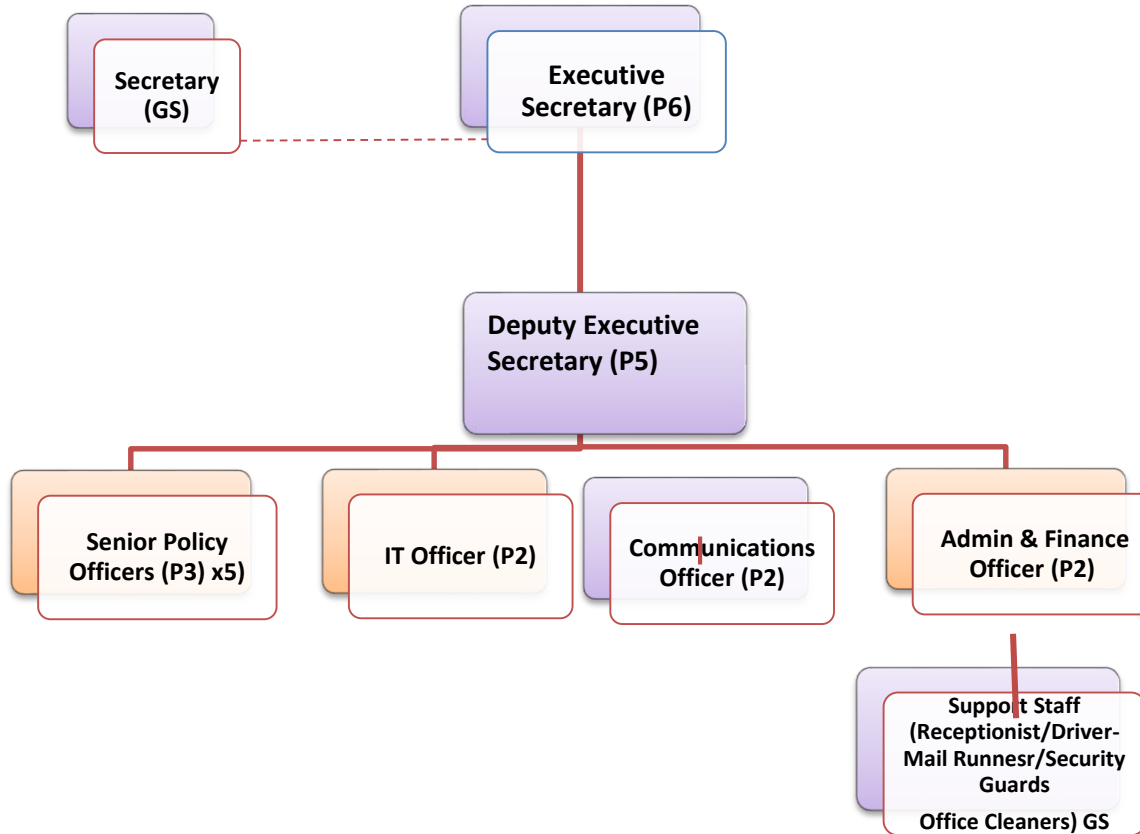 Secretary
(GS)
Executive
Secretary (P6)
Deputy Executive
Secretary (P5)
Senior Policy
Officers (P3) x5)
IT Officer (P2)
Communications
Officer (P2)
Admin & Finance
Officer (P2)
Support Staff
(Receptionist/Driver-
Mail Runnesr/Security
Guards
Office Cleaners) GS